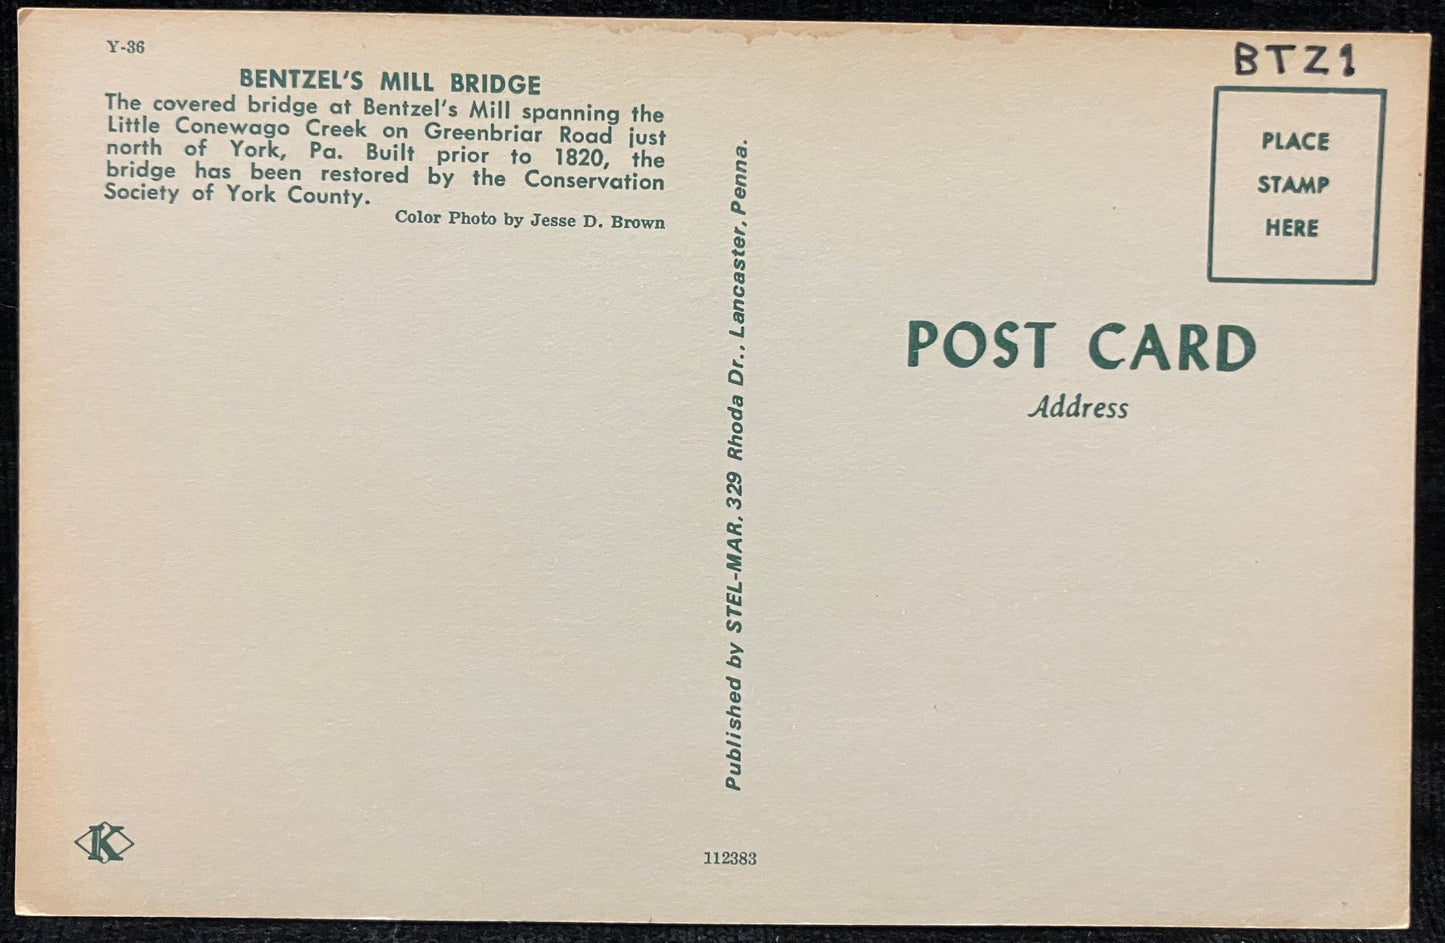 Y-36
BENTZEL'S MILL BRIDGE
The covered bridge at Bentzel's Mill spanning the
Little Conewago Creek on Greenbriar Road just
north of York, Pa. Built prior to 1820, the
bridge has been restored by the Conservation
Society of York County.
Color Photo by Jesse D. Brown
Published by STEL-MAR, 329 Rhoda Dr., Lancaster, Penna.
BTZ1
PLACE
STAMP
HERE
POST CARD
Address
K
112383